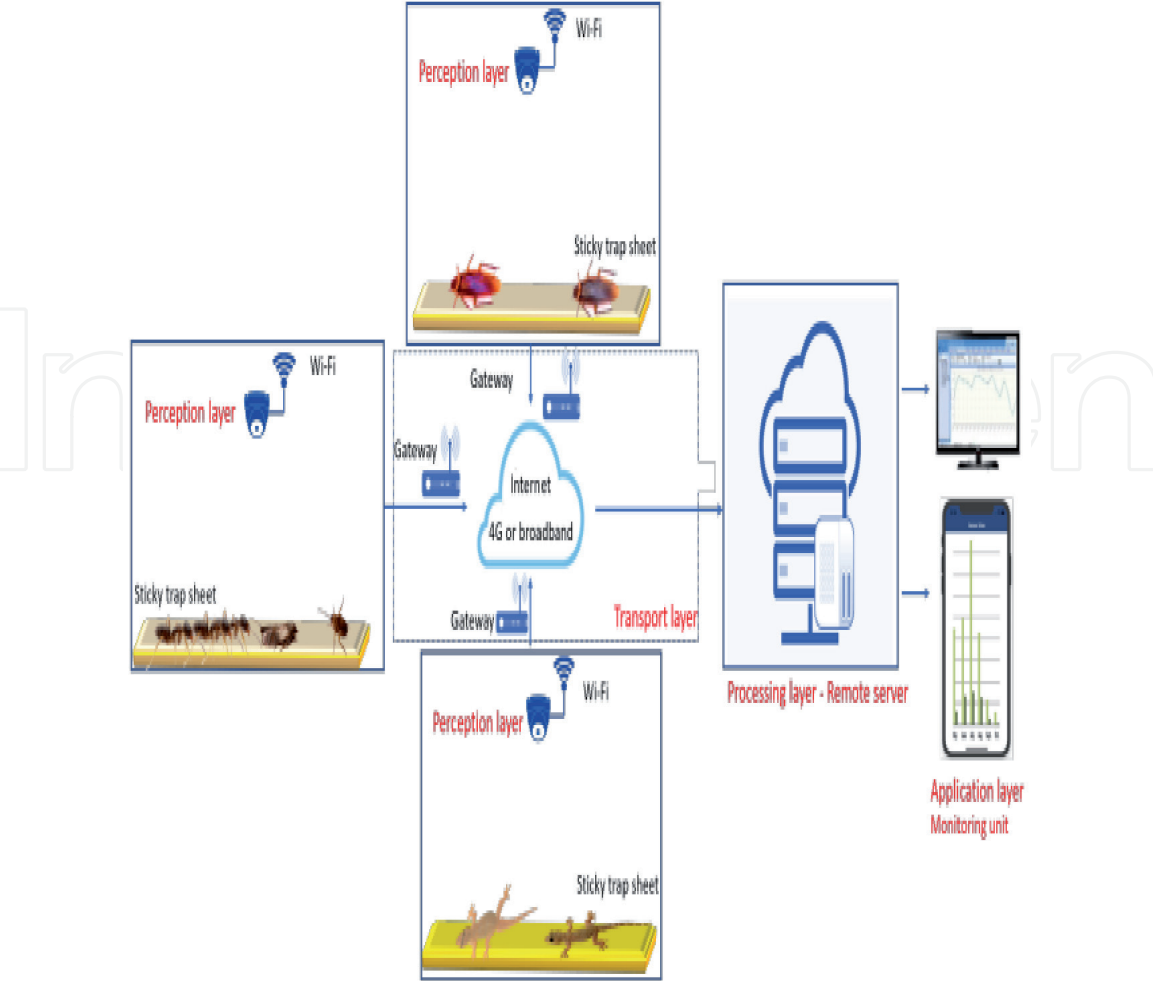 Wi-Fi
Perception layer
Sticky trap sheet
Wi-Fi
Perception layer
Sticky trap sheet
Gateway
Gateway
Internet
4G or broadband
Gateway
Transport layer
Wi-Fi
Perception layer
Sticky trap sheet
Processing layer - Remote server
Application layer
Monitoring unit